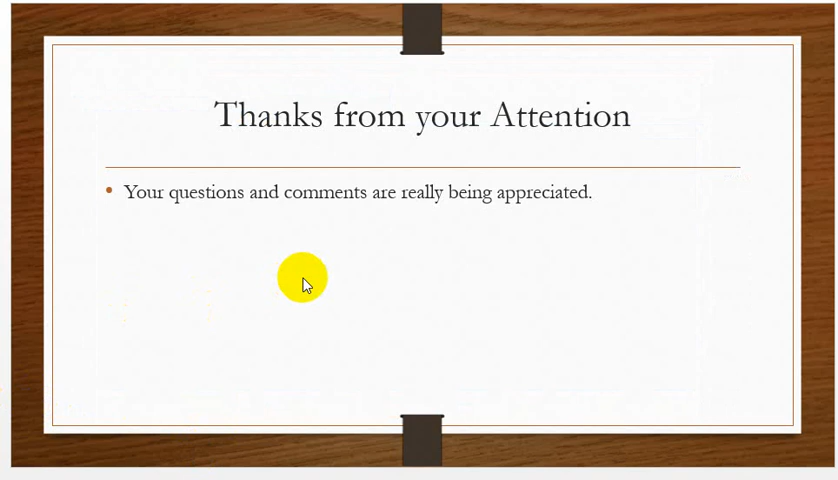 Thanks from your Attention
Your questions and comments are really being appreciated.